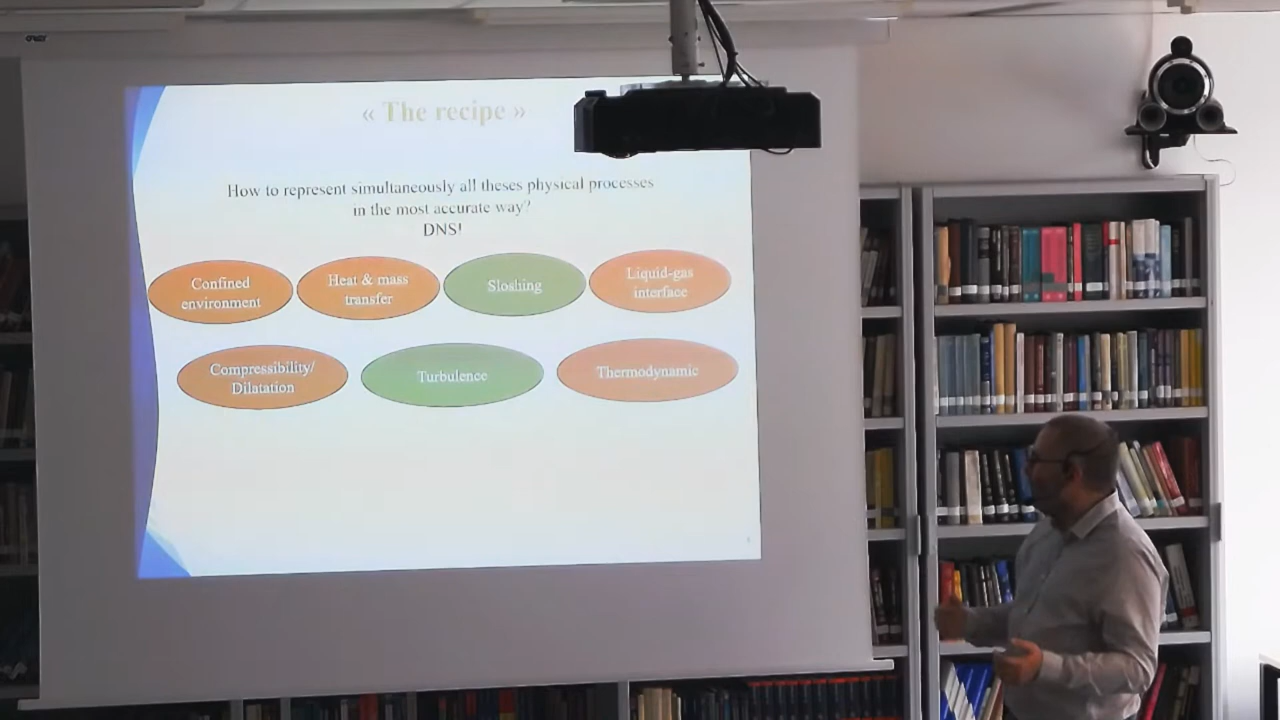 « The recipe »
How to represent simultaneously all theses physical processes
in the most accurate way?
DNS!
Confined
environment
Heat & mass
transfer
Sloshing
Liquid-gas
interface
Compressibility/
Dilatation
Turbulence
Thermodynamic